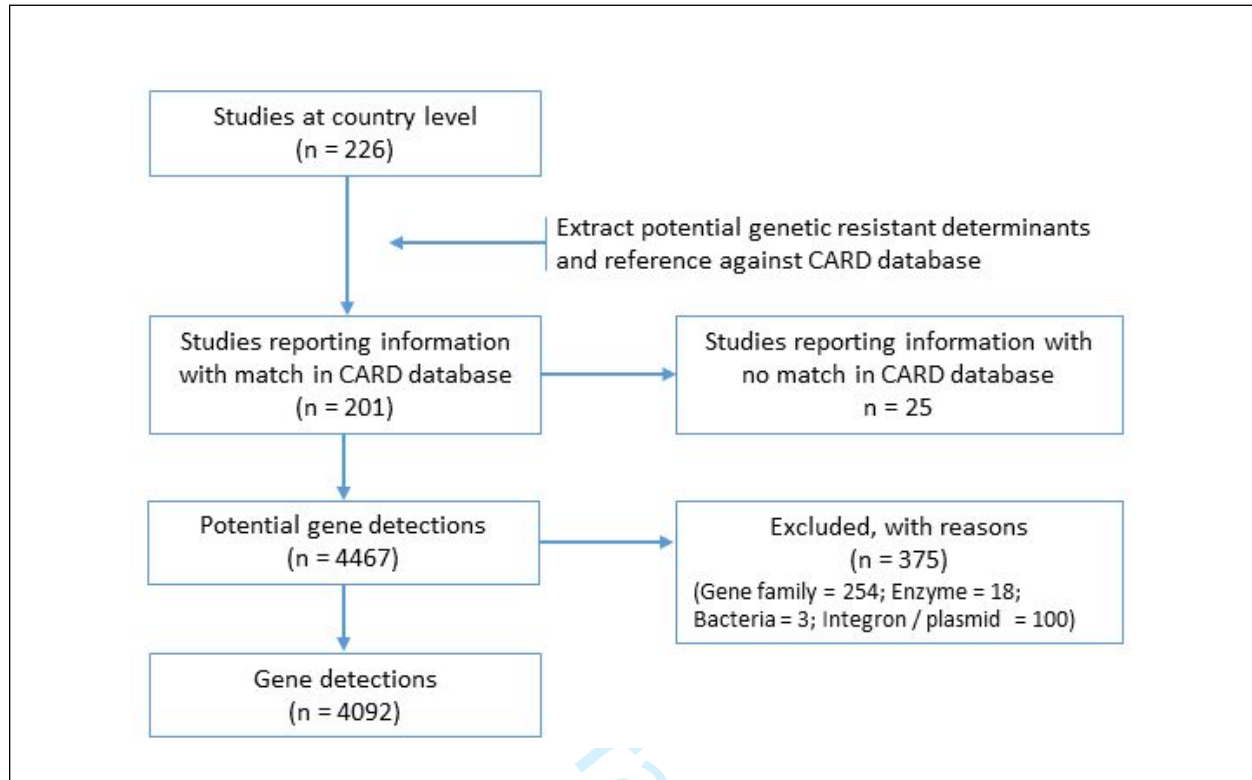 Studies at country level
(n = 226)
Extract potential genetic resistant determinants
and reference against CARD database
Studies reporting information
with match in CARD database
(n = 201)
Studies reporting information with
no match in CARD database
n = 25
Potential gene detections
(n = 4467)
Excluded, with reasons
(n = 375)
(Gene family = 254; Enzyme = 18;
Bacteria = 3; Integron / plasmid = 100)
Gene detections
(n = 4092)